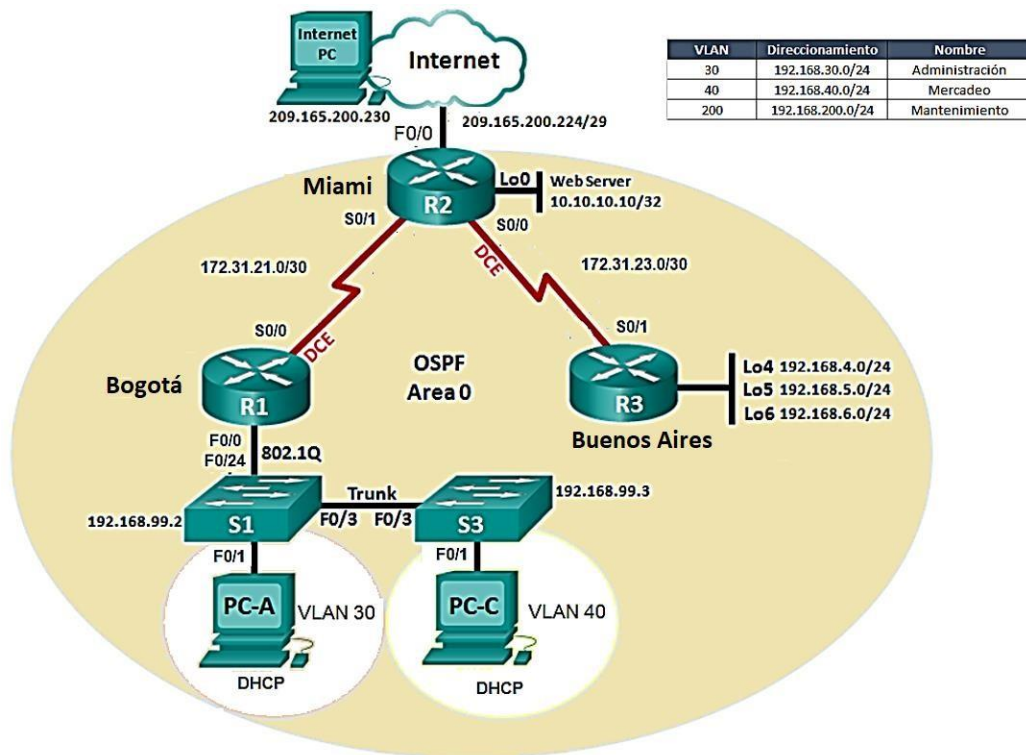 Internet
PC
Internet
209.165.200.230
209.165.200.224/29
F0/0
VLAN Direccionamiento Nombre
30 192.168.30.0/24 Administración
40 192.168.40.0/24 Mercadeo
200 192.168.200.0/24 Mantenimiento
Miami
R2
Lo0
Web Server
10.10.10.10/32
S0/1
S0/0
DCE
172.31.21.0/30
172.31.23.0/30
S0/0
DCE
S0/1
Bogotá
R1
OSPF
Area 0
R3
Buenos Aires
Lo4 192.168.4.0/24
Lo5 192.168.5.0/24
Lo6 192.168.6.0/24
F0/0
F0/24
802.1Q
Trunk
192.168.99.2
S1
F0/3
F0/3
S3
192.168.99.3
F0/1
F0/1
PC-A
VLAN 30
PC-C
VLAN 40
DHCP
DHCP